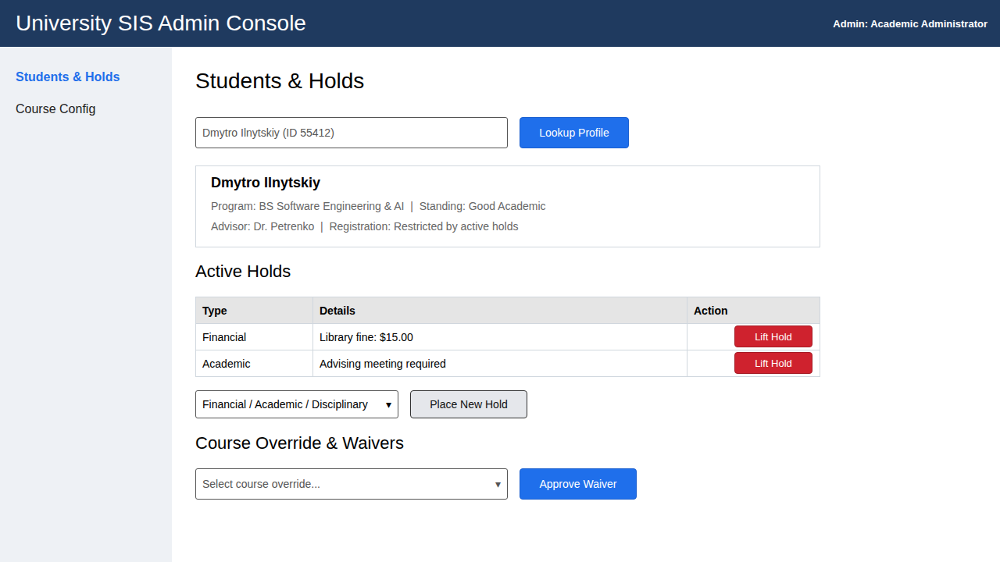 University SIS Admin Console
Admin: Academic Administrator
Students & Holds
Course Config
Students & Holds
Dmytro Ilnytskiy (ID 55412)
Lookup Profile
Dmytro Ilnytskiy
Program: BS Software Engineering & AI | Standing: Good Academic
Advisor: Dr. Petrenko | Registration: Restricted by active holds
Active Holds
Type Details Action
Financial Library fine: $15.00 Lift Hold
Academic Advising meeting required Lift Hold
Financial / Academic / Disciplinary ▾ Place New Hold
Course Override & Waivers
Select course override... ▾ Approve Waiver